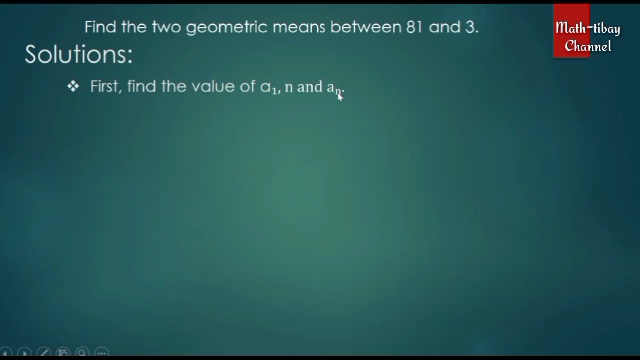 Find the two geometric means between 81 and 3.
Math-tibay
Channel
Solutions:
❖ First, find the value of a₁, n and aₙ.